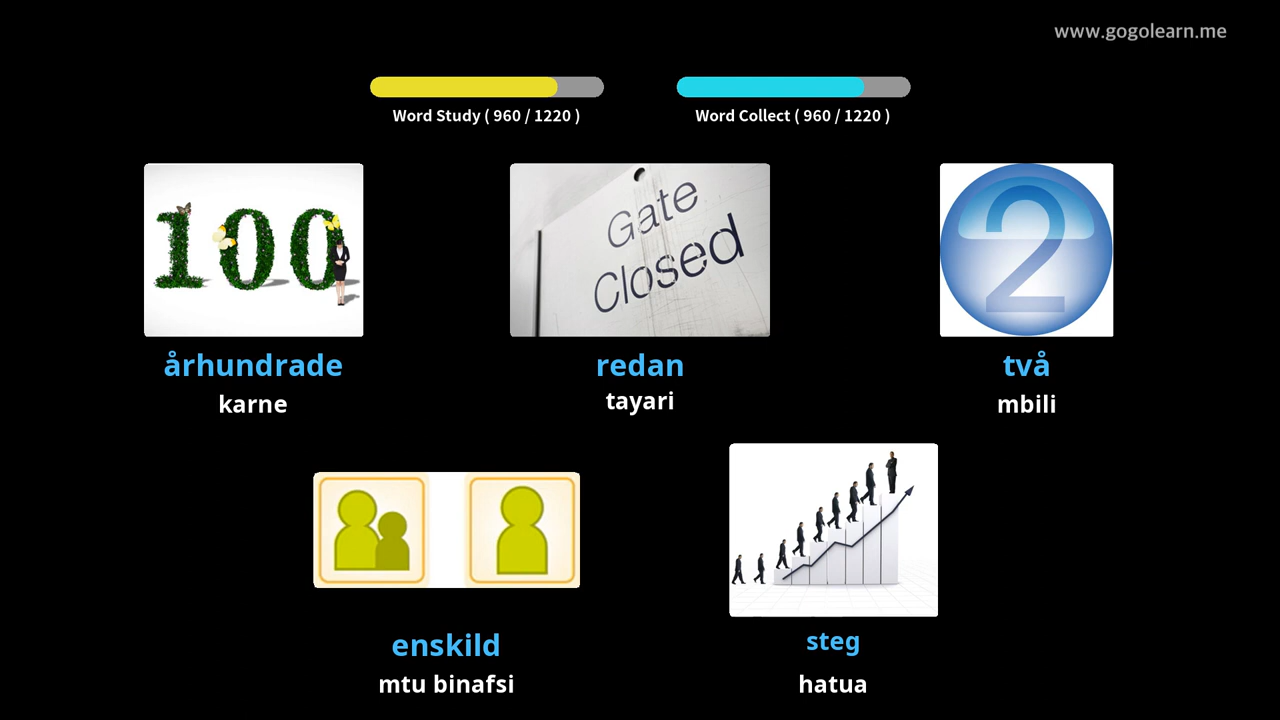 www.gogolearn.me
Word Study ( 960 / 1220 )
Word Collect ( 960 / 1220 )
100
Gate
Closed
2
århundrade
redan
två
karne
tayari
mbili
enskild
steg
mtu binafsi
hatua